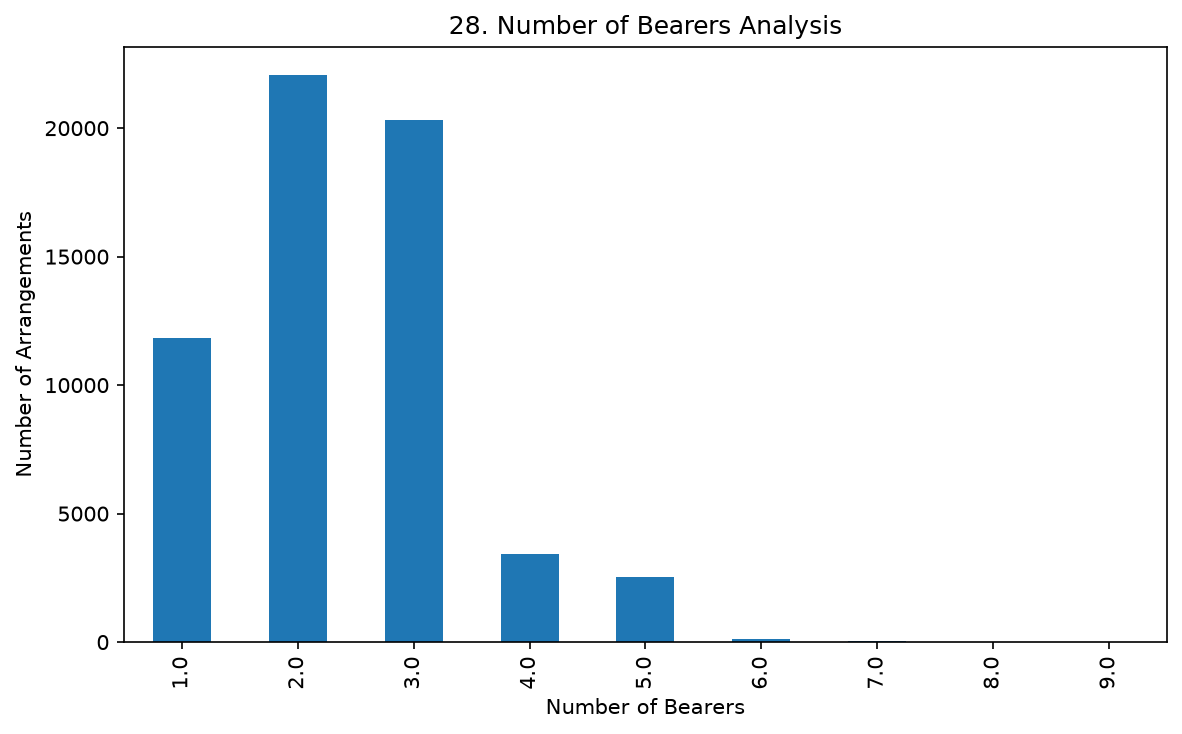 28. Number of Bearers Analysis
Number of Arrangements
20000
15000
10000
5000
0
1.0 2.0 3.0 4.0 5.0 6.0 7.0 8.0 9.0
Number of Bearers